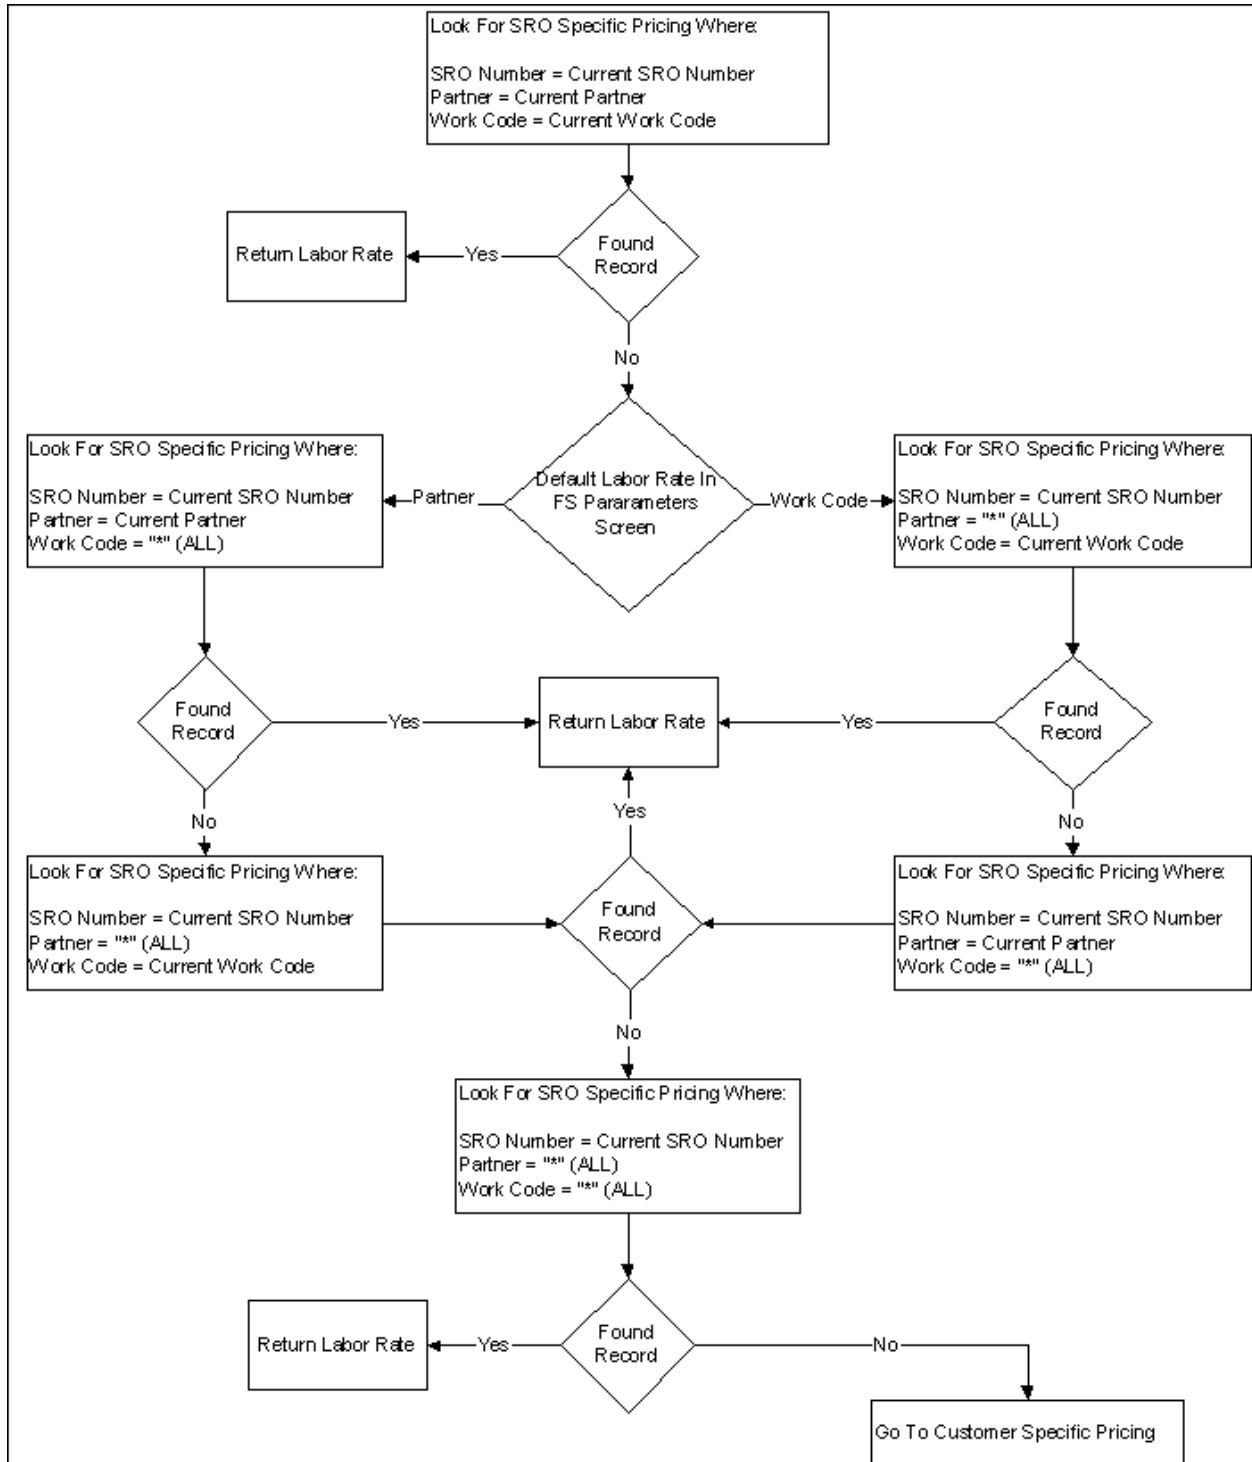 Look For SRO Specific Pricing Where:
SRO Number = Current SRO Number
Partner = Current Partner
Work Code = Current Work Code
Found
Record
Yes
Return Labor Rate
No
Default Labor Rate In
FS Pararameters
Screen
Partner
Work Code
Look For SRO Specific Pricing Where:
SRO Number = Current SRO Number
Partner = Current Partner
Work Code = "*" (ALL)
Look For SRO Specific Pricing Where:
SRO Number = Current SRO Number
Partner = "*" (ALL)
Work Code = Current Work Code
Found
Record
Yes
Return Labor Rate
Yes
Found
Record
No
Yes
No
Look For SRO Specific Pricing Where:
SRO Number = Current SRO Number
Partner = "*" (ALL)
Work Code = Current Work Code
Found
Record
Look For SRO Specific Pricing Where:
SRO Number = Current SRO Number
Partner = Current Partner
Work Code = "*" (ALL)
No
Look For SRO Specific Pricing Where:
SRO Number = Current SRO Number
Partner = "*" (ALL)
Work Code = "*" (ALL)
Return Labor Rate
Yes
Found
Record
No
Go To Customer Specific Pricing